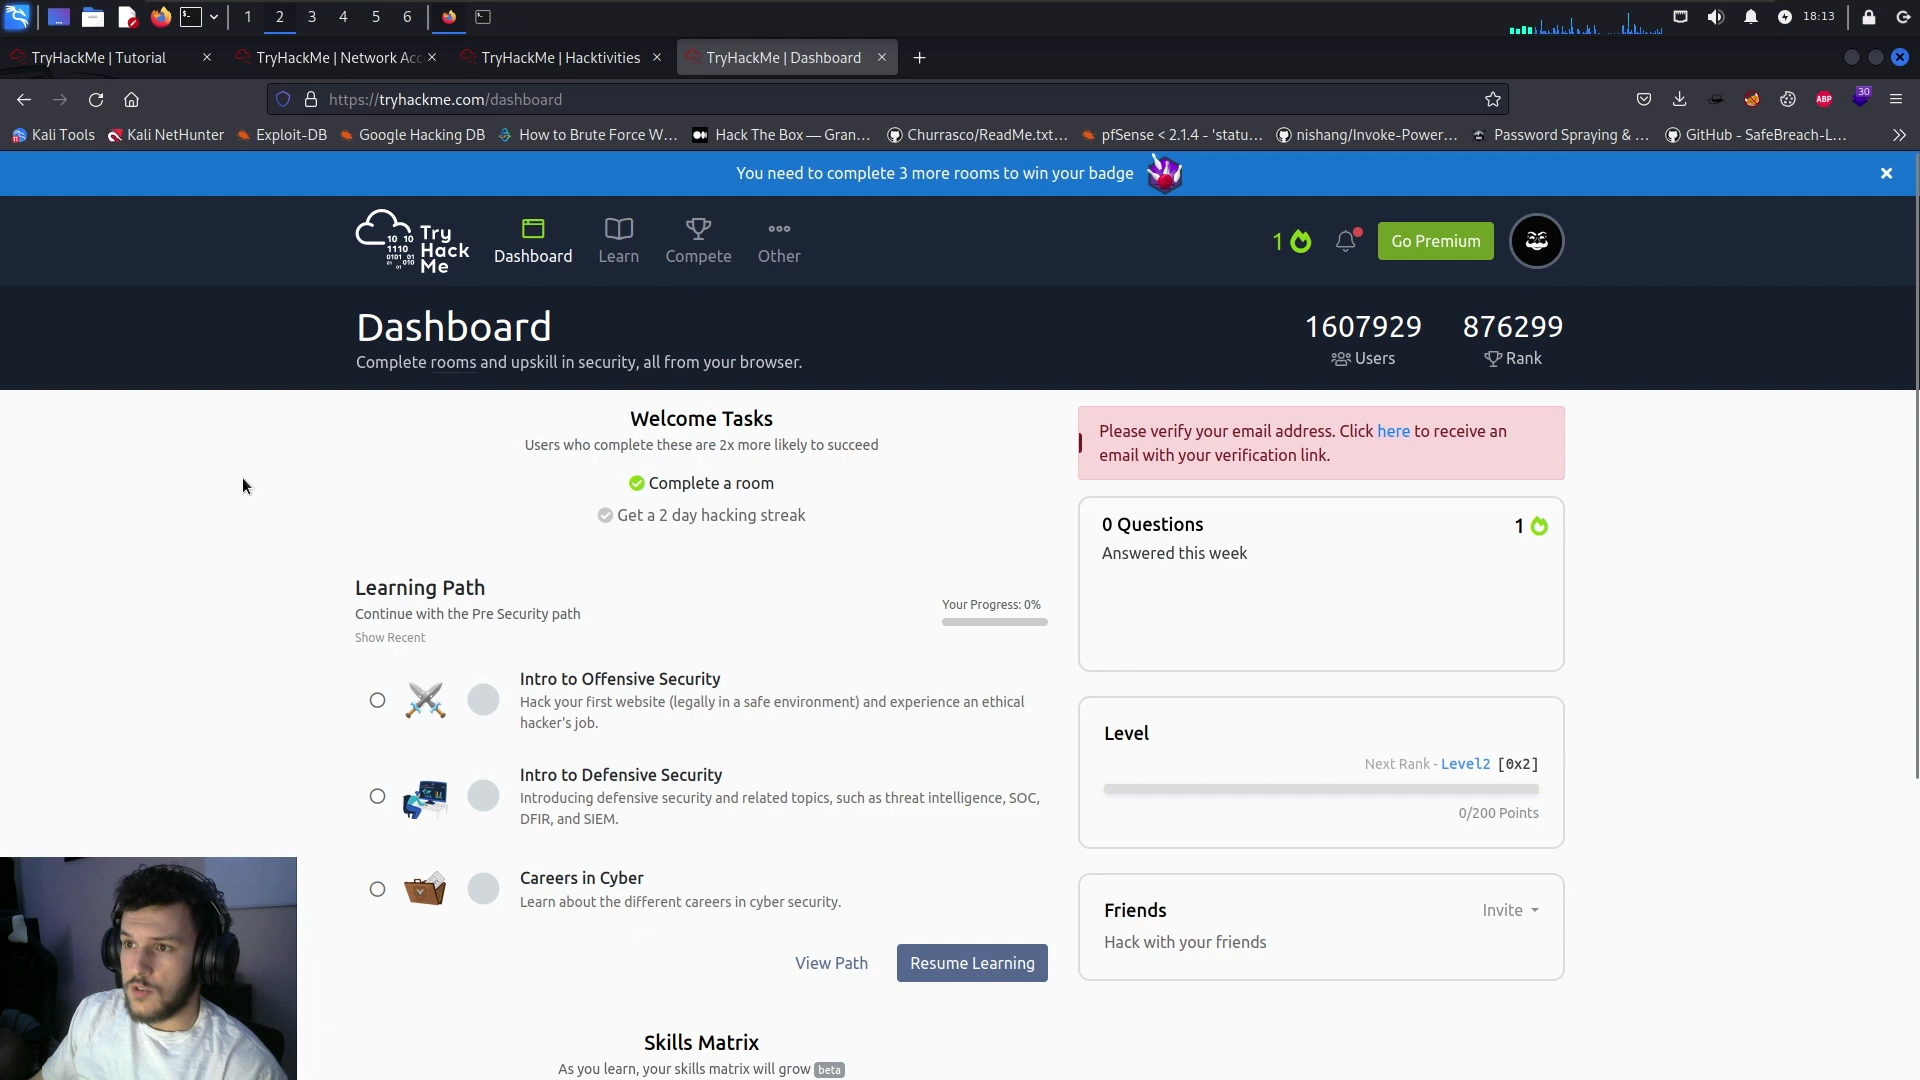 1 2 3 4 5 6
18:13
TryHackMe | Tutorial
TryHackMe | Network Acc
TryHackMe | Hacktivities
TryHackMe | Dashboard
https://tryhackme.com/dashboard
ABP
30
Kali Tools
Kali NetHunter
Exploit-DB
Google Hacking DB
How to Brute Force W...
Hack The Box — Gran...
Churrasco/ReadMe.txt...
pfSense < 2.1.4 - 'statu...
nishang/Invoke-Power...
Password Spraying & ...
GitHub - SafeBreach-L...
You need to complete 3 more rooms to win your badge
Try
Hack
Me
10 10
1110
0101 01
01 010
Dashboard
Learn
Compete
Other
1
Go Premium
Dashboard
Complete rooms and upskill in security, all from your browser.
1607929
Users
876299
Rank
Welcome Tasks
Users who complete these are 2x more likely to succeed
Complete a room
Get a 2 day hacking streak
Learning Path
Continue with the Pre Security path
Show Recent
Your Progress: 0%
Intro to Offensive Security
Hack your first website (legally in a safe environment) and experience an ethical
hacker's job.
Intro to Defensive Security
Introducing defensive security and related topics, such as threat intelligence, SOC,
DFIR, and SIEM.
Careers in Cyber
Learn about the different careers in cyber security.
View Path
Resume Learning
Skills Matrix
As you learn, your skills matrix will grow beta
Please verify your email address. Click here to receive an
email with your verification link.
0 Questions
1
Answered this week
Level
Next Rank - Level2 [0x2]
0/200 Points
Friends
Invite
Hack with your friends